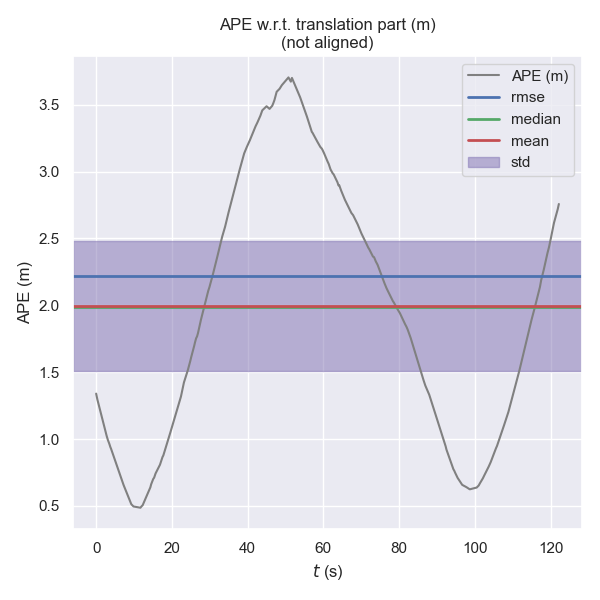 APE w.r.t. translation part (m)
(not aligned)
APE (m)
rmse
median
mean
std
APE (m)
3.5
3.0
2.5
2.0
1.5
1.0
0.5
0 20 40 60 80 100 120
t (s)